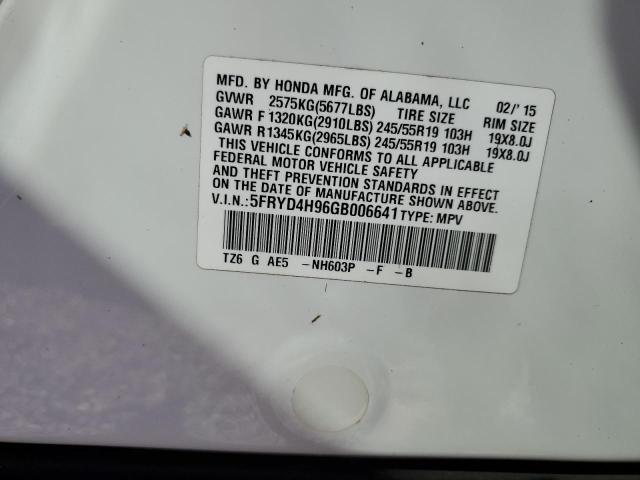 MFD. BY HONDA MFG. OF ALABAMA, LLC 02/' 15
GVWR 2575KG(5677LBS) TIRE SIZE RIM SIZE
GAWR F 1320KG(2910LBS) 245/55R19 103H 19X8.0J
GAWR R 1345KG(2965LBS) 245/55R19 103H 19X8.0J
THIS VEHICLE CONFORMS TO ALL APPLICABLE
FEDERAL MOTOR VEHICLE SAFETY
AND THEFT PREVENTION STANDARDS IN EFFECT
ON THE DATE OF MANUFACTURE SHOWN ABOVE.
V.I.N.: 5FRYD4H96GB006641 TYPE: MPV
TZ6 G AE5 -NH603P -F -B